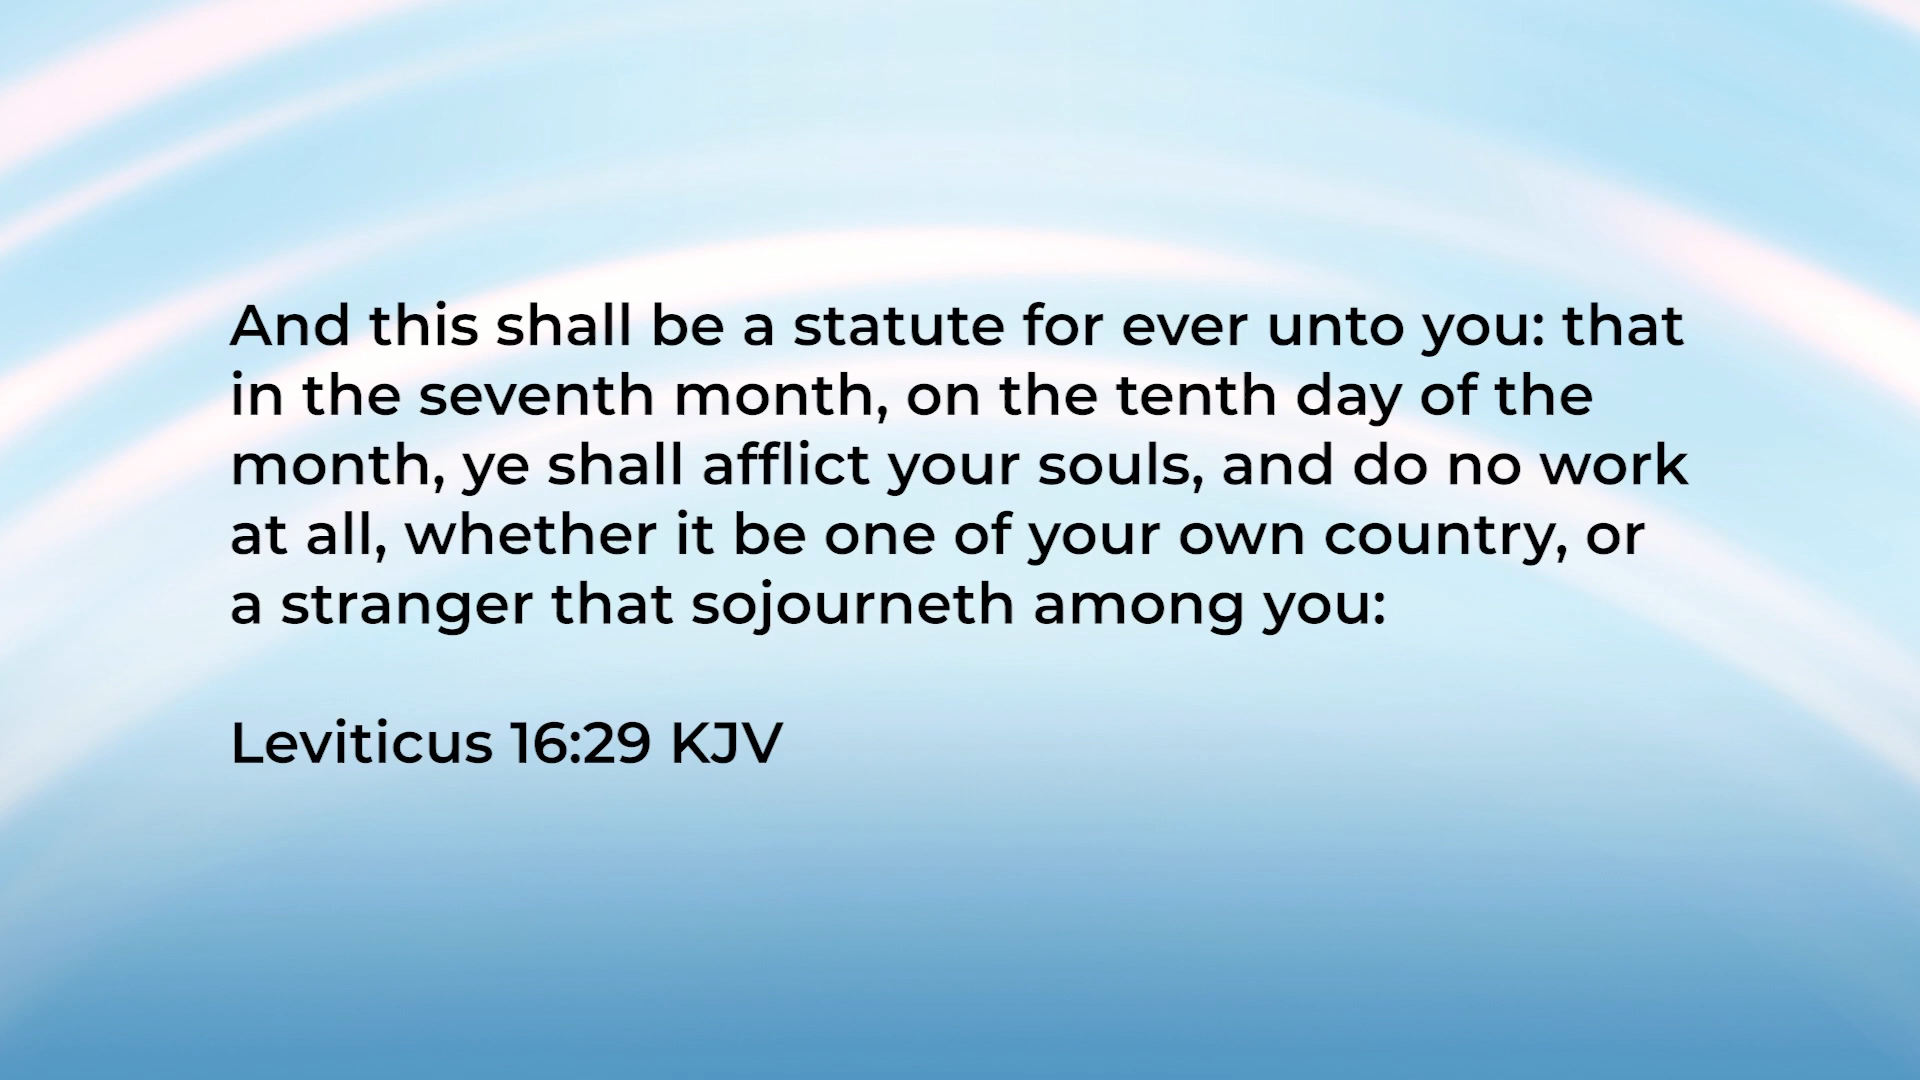 And this shall be a statute for ever unto you: that
in the seventh month, on the tenth day of the
month, ye shall afflict your souls, and do no work
at all, whether it be one of your own country, or
a stranger that sojourneth among you:
Leviticus 16:29 KJV